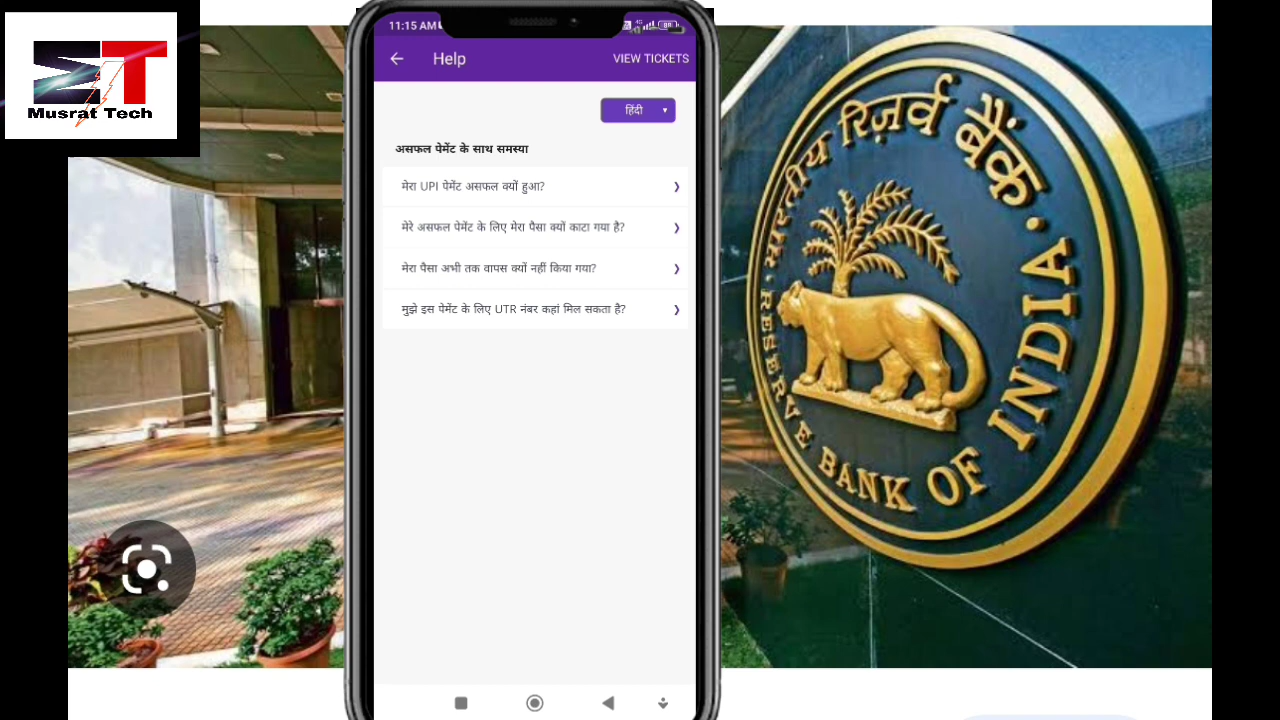 Musrat Tech
11:15 AM
Help
VIEW TICKETS
हिंदी
असफल पेमेंट के साथ समस्या
मेरा UPI पेमेंट असफल क्यों हुआ?
मेरे असफल पेमेंट के लिए मेरा पैसा क्यों काटा गया है?
मेरा पैसा अभी तक वापस क्यों नहीं किया गया?
मुझे इस पेमेंट के लिए UTR नंबर कहां मिल सकता है?
भारतीय रिज़र्व बैंक
RESERVE BANK OF INDIA